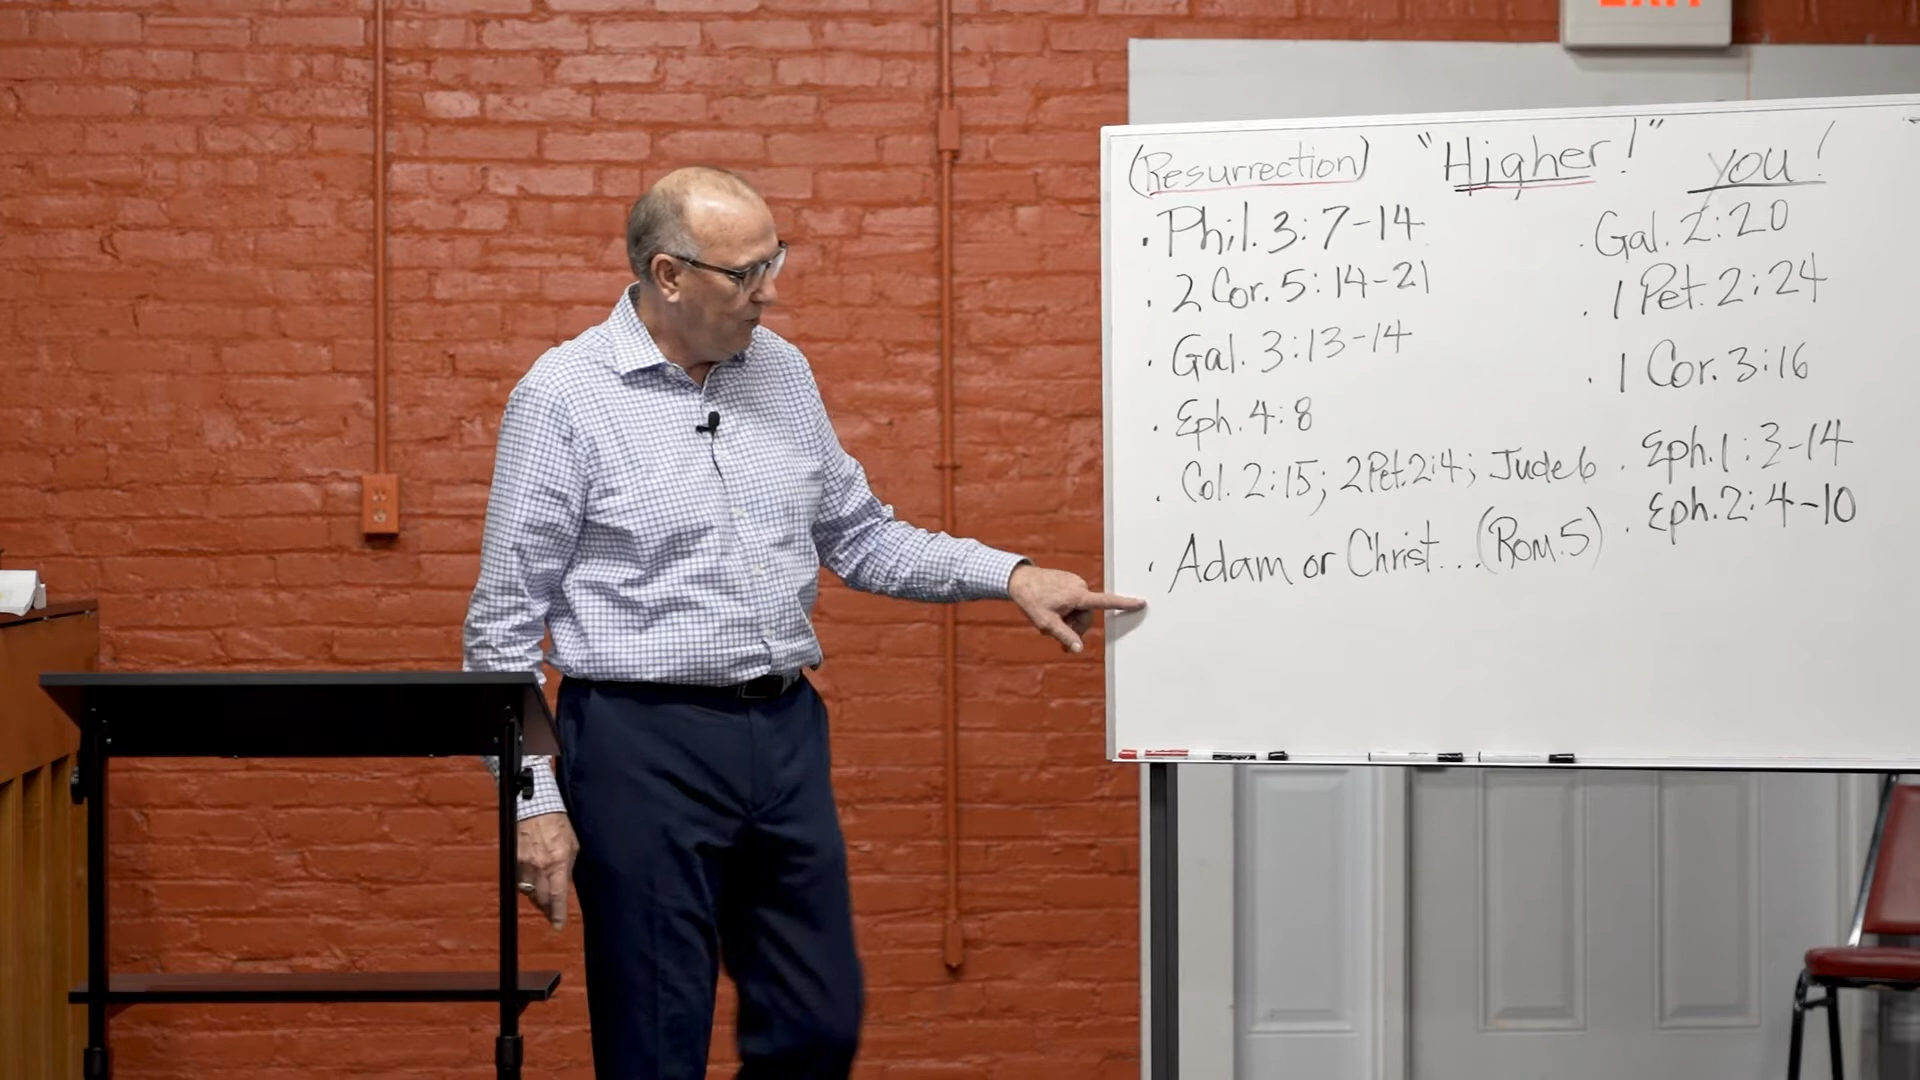 EXIT
(Resurrection) "Higher!" you!
· Phil. 3:7-14
· 2 Cor. 5:14-21
· Gal. 3:13-14
· Eph. 4:8
· Col. 2:15; 2 Pet. 2:4; Jude 6
· Adam or Christ...(Rom. 5)
· Gal. 2:20
· 1 Pet. 2:24
· 1 Cor. 3:16
· Eph. 1:3-14
· Eph. 2:4-10